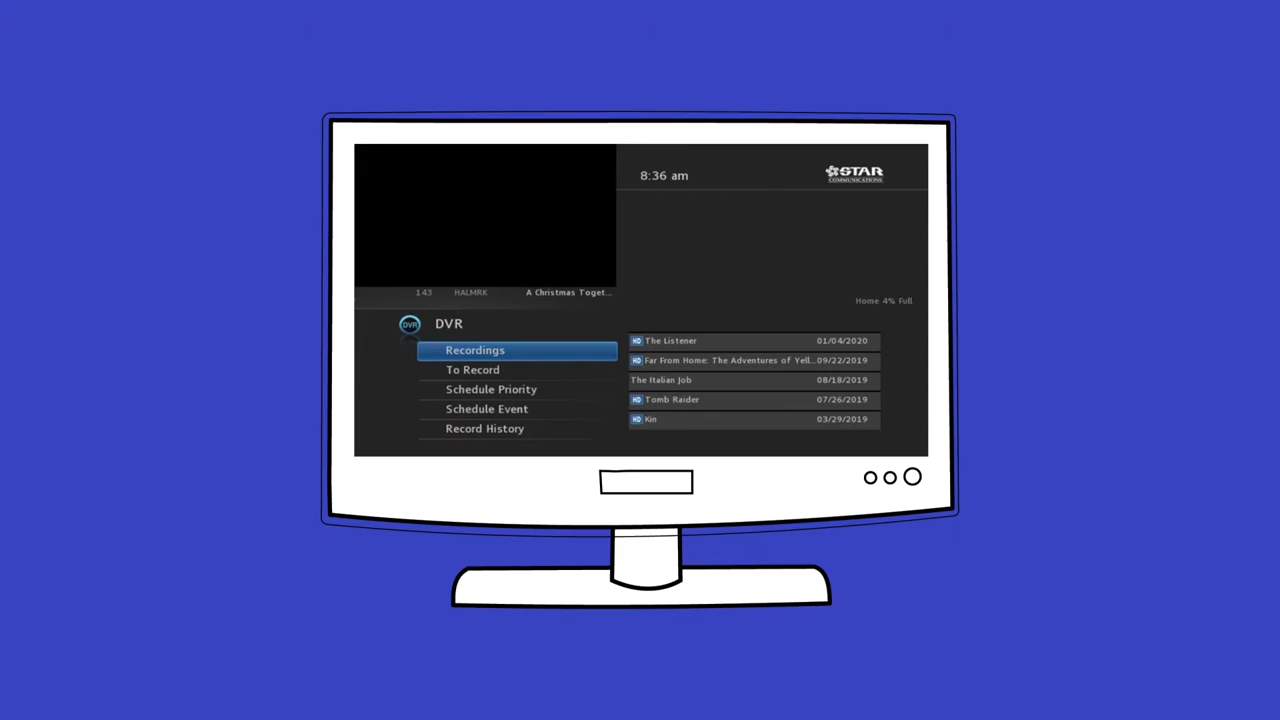 8:36 am
STAR
COMMUNICATIONS
143 HALMRK A Christmas Toget...
Home 4% Full
DVR DVR
Recordings
To Record
Schedule Priority
Schedule Event
Record History
HD The Listener 01/04/2020
HD Far From Home: The Adventures of Yell... 09/22/2019
The Italian Job 08/18/2019
HD Tomb Raider 07/26/2019
HD Kin 03/29/2019